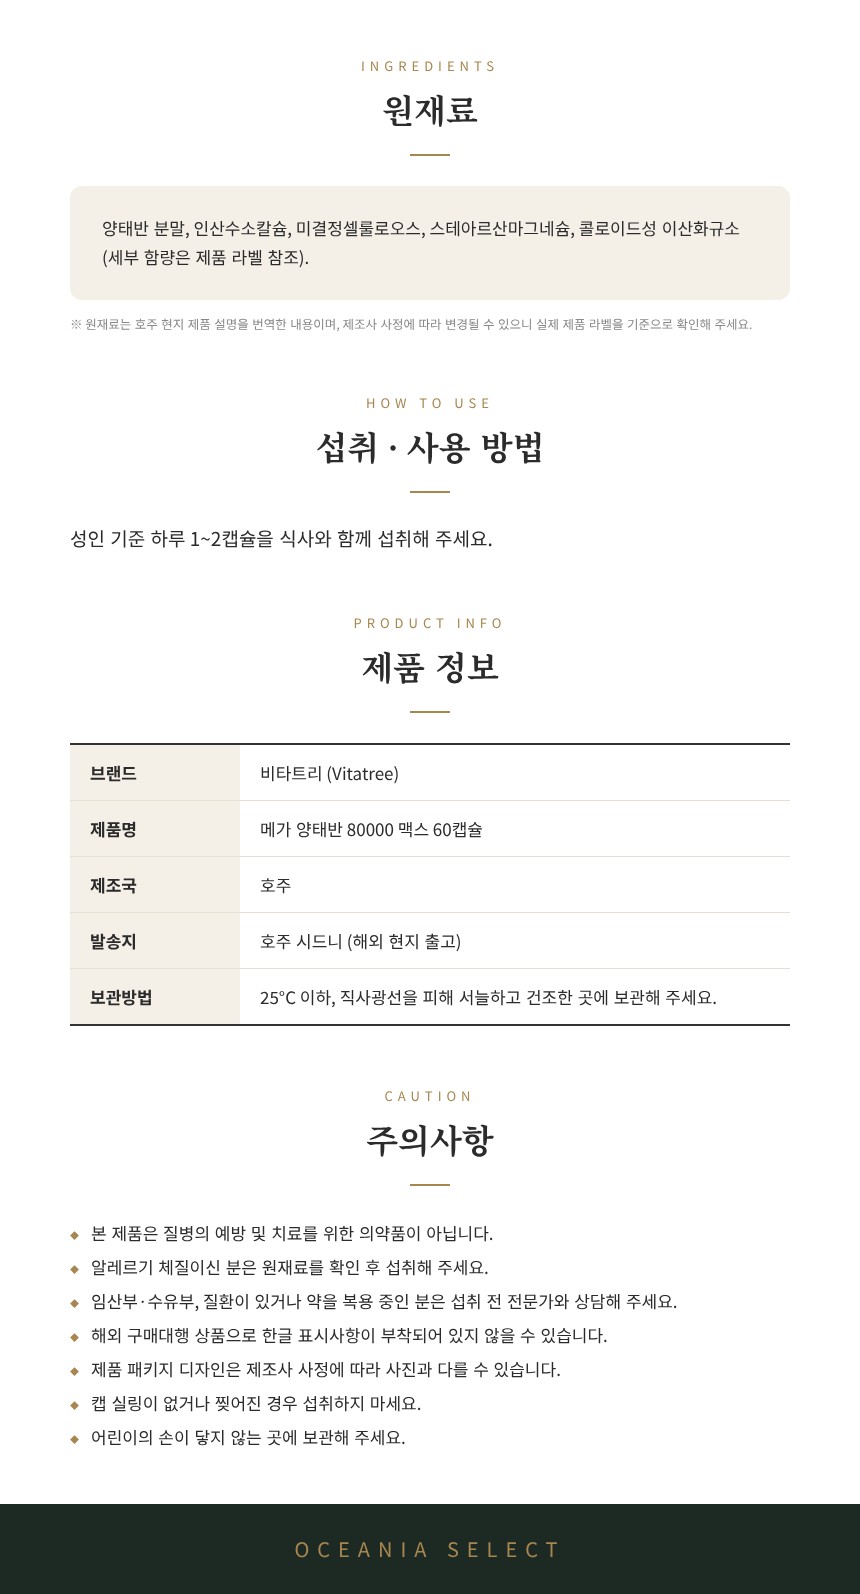 INGREDIENTS
원재료
양태반 분말, 인산수소칼슘, 미결정셀룰로오스, 스테아르산마그네슘, 콜로이드성 이산화규소
(세부 함량은 제품 라벨 참조).
※ 원재료는 호주 현지 제품 설명을 번역한 내용이며, 제조사 사정에 따라 변경될 수 있으니 실제 제품 라벨을 기준으로 확인해 주세요.
HOW TO USE
섭취 · 사용 방법
성인 기준 하루 1~2캡슐을 식사와 함께 섭취해 주세요.
PRODUCT INFO
제품 정보
브랜드 비타트리 (Vitatree)
제품명 메가 양태반 80000 맥스 60캡슐
제조국 호주
발송지 호주 시드니 (해외 현지 출고)
보관방법 25°C 이하, 직사광선을 피해 서늘하고 건조한 곳에 보관해 주세요.
CAUTION
주의사항
◆ 본 제품은 질병의 예방 및 치료를 위한 의약품이 아닙니다.
◆ 알레르기 체질이신 분은 원재료를 확인 후 섭취해 주세요.
◆ 임산부·수유부, 질환이 있거나 약을 복용 중인 분은 섭취 전 전문가와 상담해 주세요.
◆ 해외 구매대행 상품으로 한글 표시사항이 부착되어 있지 않을 수 있습니다.
◆ 제품 패키지 디자인은 제조사 사정에 따라 사진과 다를 수 있습니다.
◆ 캡 실링이 없거나 찢어진 경우 섭취하지 마세요.
◆ 어린이의 손이 닿지 않는 곳에 보관해 주세요.
OCEANIA SELECT